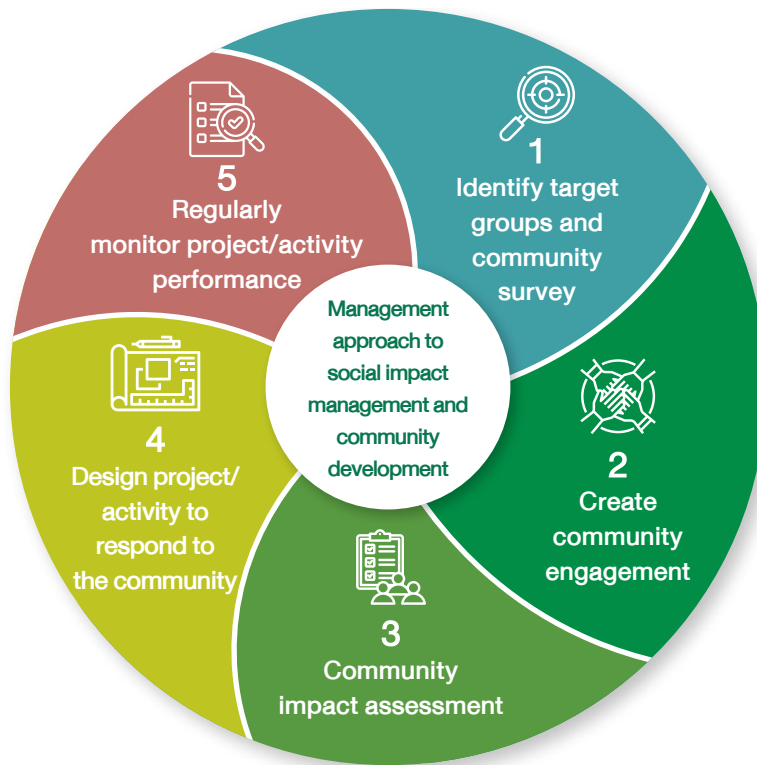 1
Identify target
groups and
community
survey
2
Create
community
engagement
3
Community
impact assessment
4
Design project/
activity to
respond to
the community
5
Regularly
monitor project/activity
performance
Management
approach to
social impact
management and
community
development